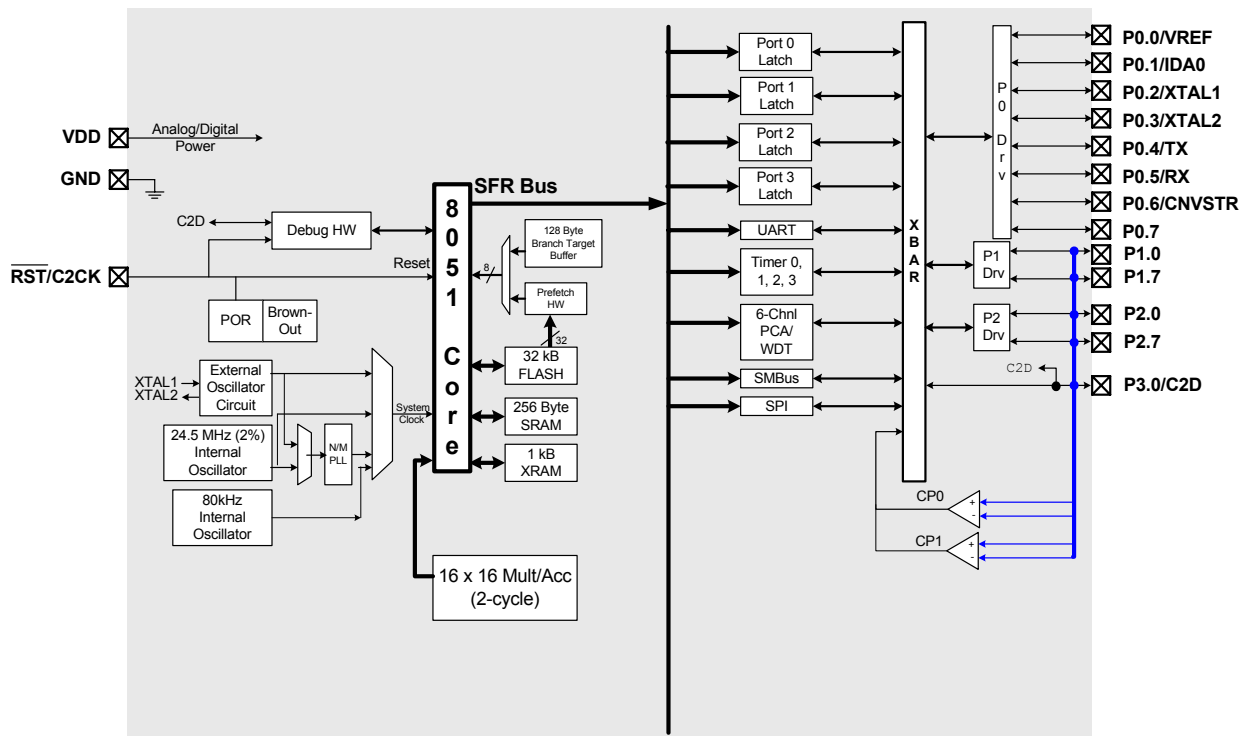 VDD
Analog/Digital
Power
GND
C2D
Debug HW
RST/C2CK
Reset
POR
Brown-
Out
XTAL1
XTAL2
External
Oscillator
Circuit
24.5 MHz (2%)
Internal
Oscillator
N/M
PLL
80kHz
Internal
Oscillator
System
Clock
8051 Core
SFR Bus
128 Byte
Branch Target
Buffer
8
Prefetch
HW
32
32 kB
FLASH
256 Byte
SRAM
1 kB
XRAM
16 x 16 Mult/Acc
(2-cycle)
Port 0
Latch
Port 1
Latch
Port 2
Latch
Port 3
Latch
UART
Timer 0,
1, 2, 3
6-Chnl
PCA/
WDT
SMBus
SPI
XBAR
P0 Drv
P1
Drv
P2
Drv
C2D
CP0
+
-
CP1
+
-
P0.0/VREF
P0.1/IDA0
P0.2/XTAL1
P0.3/XTAL2
P0.4/TX
P0.5/RX
P0.6/CNVSTR
P0.7
P1.0
P1.7
P2.0
P2.7
P3.0/C2D